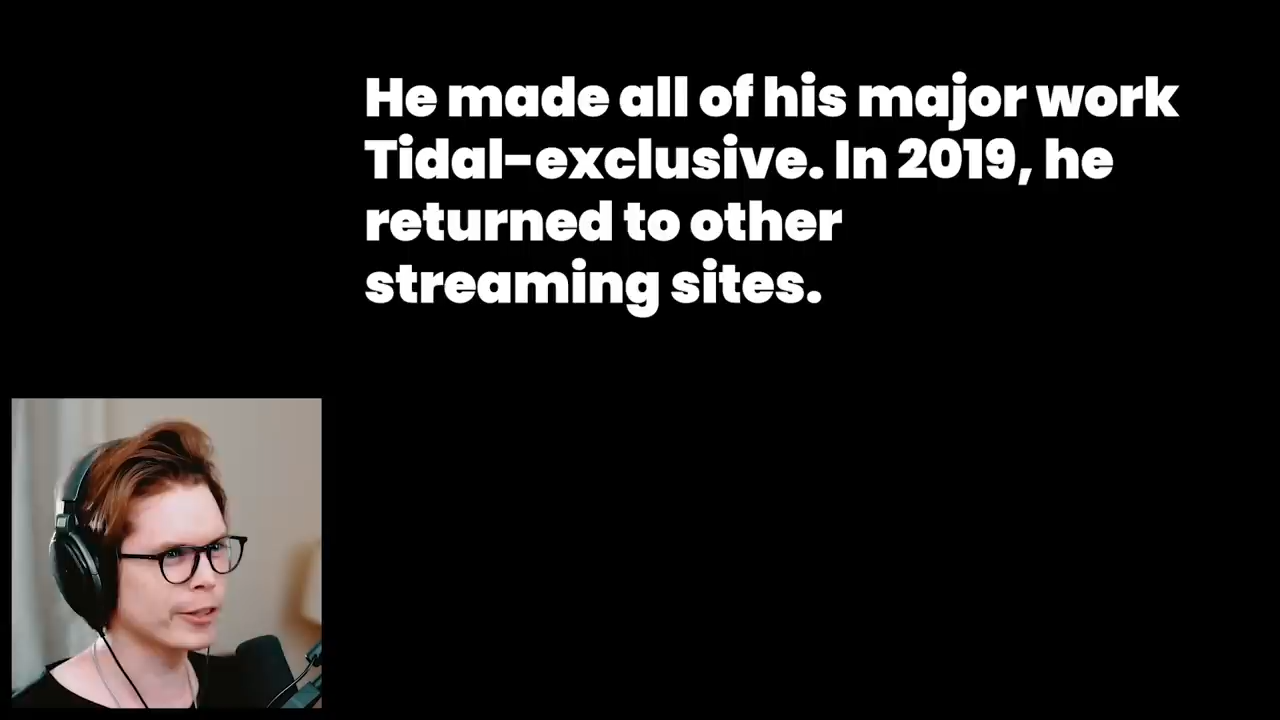 He made all of his major work
Tidal-exclusive. In 2019, he
returned to other
streaming sites.